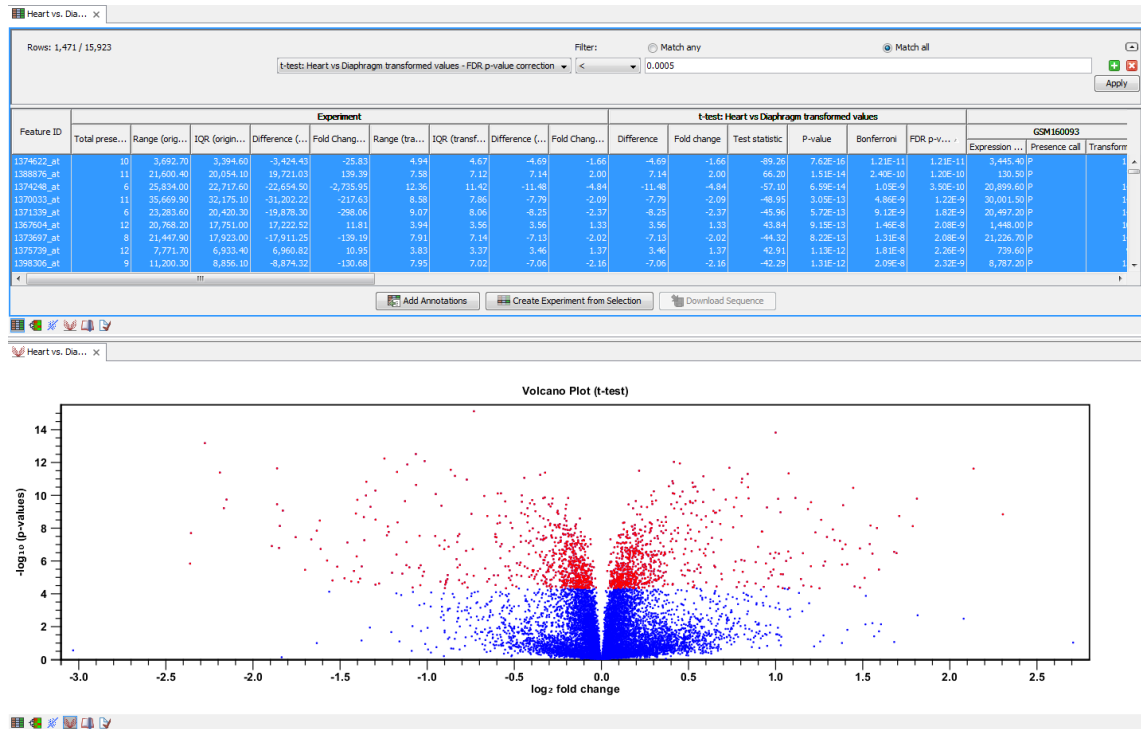 Heart vs. Dia...
Rows: 1,471 / 15,923 Filter: Match any Match all
t-test: Heart vs Diaphragm transformed values - FDR p-value correction < 0.0005
Apply
Experiment t-test: Heart vs Diaphragm transformed values
Feature ID Total prese... Range (orig... IQR (origin... Difference (... Fold Chang... Range (tra... IQR (transf... Difference (... Fold Chang... Difference Fold change Test statistic P-value Bonferroni FDR p-v... GSM160093
Expression ... Presence call Transform
1374622_at 10 3,692.70 3,394.60 -3,424.43 -25.83 4.94 4.67 -4.69 -1.66 -4.69 -1.66 -89.26 7.62E-16 1.21E-11 1.21E-11 3,445.40 P 1
1388876_at 11 21,600.40 20,054.10 19,721.03 139.39 7.58 7.12 7.14 2.00 7.14 2.00 66.20 1.51E-14 2.40E-10 1.20E-10 130.50 P
1374248_at 6 25,834.00 22,717.60 -22,654.50 -2,735.95 12.36 11.42 -11.48 -4.84 -11.48 -4.84 -57.10 6.59E-14 1.05E-9 3.50E-10 20,899.60 P 1
1370033_at 11 35,669.90 32,175.10 -31,202.22 -217.63 8.58 7.86 -7.79 -2.09 -7.79 -2.09 -48.95 3.05E-13 4.86E-9 1.22E-9 30,001.50 P 1
1371339_at 6 23,283.60 20,420.30 -19,878.30 -298.06 9.07 8.06 -8.25 -2.37 -8.25 -2.37 -45.96 5.72E-13 9.12E-9 1.82E-9 20,497.20 P 1
1367604_at 12 20,768.20 17,751.00 17,222.52 11.81 3.94 3.56 3.56 1.33 3.56 1.33 43.84 9.15E-13 1.46E-8 2.08E-9 1,448.00 P 1
1373697_at 8 21,447.90 17,923.00 -17,911.25 -139.19 7.91 7.14 -7.13 -2.02 -7.13 -2.02 -44.32 8.22E-13 1.31E-8 2.08E-9 21,226.70 P 1
1375739_at 12 7,771.70 6,933.40 6,960.82 10.95 3.83 3.37 3.46 1.37 3.46 1.37 42.91 1.13E-12 1.81E-8 2.26E-9 739.60 P
1398306_at 9 11,200.30 8,856.10 -8,874.32 -130.68 7.95 7.02 -7.06 -2.16 -7.06 -2.16 -42.29 1.31E-12 2.09E-8 2.32E-9 8,787.20 P 1
Add Annotations Create Experiment from Selection Download Sequence
Heart vs. Dia...
Volcano Plot (t-test)
14
12
10
8
6
4
2
0
-log₁₀ (p-values)
-3.0 -2.5 -2.0 -1.5 -1.0 -0.5 0.0 0.5 1.0 1.5 2.0 2.5
log₂ fold change